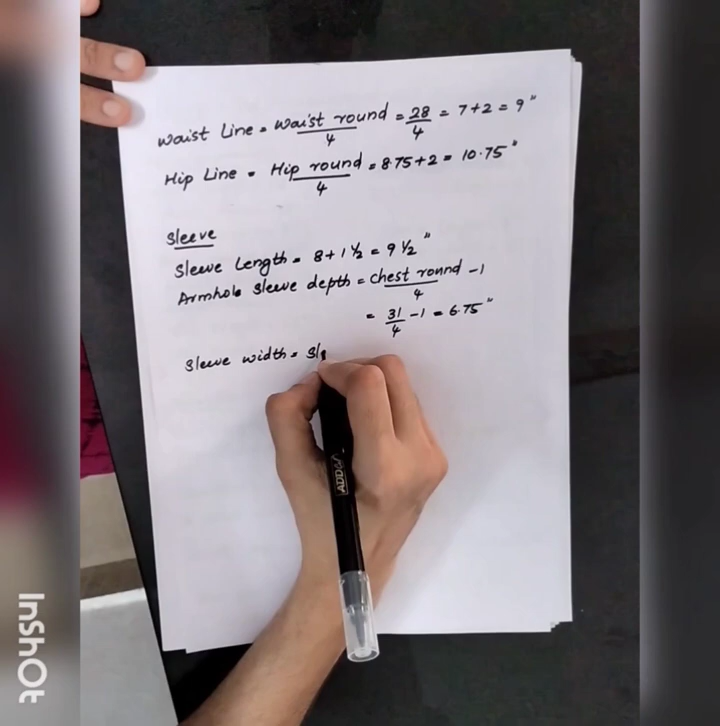 Waist Line = Waist round/4 = 28/4 = 7+2 = 9"
Hip Line = Hip round/4 = 8.75+2 = 10.75"
Sleeve
Sleeve Length = 8+1½ = 9½"
Armhole Sleeve depth = chest round/4 -1
= 31/4 -1 = 6.75"
Sleeve width = Sle
ADDGel
InShOt